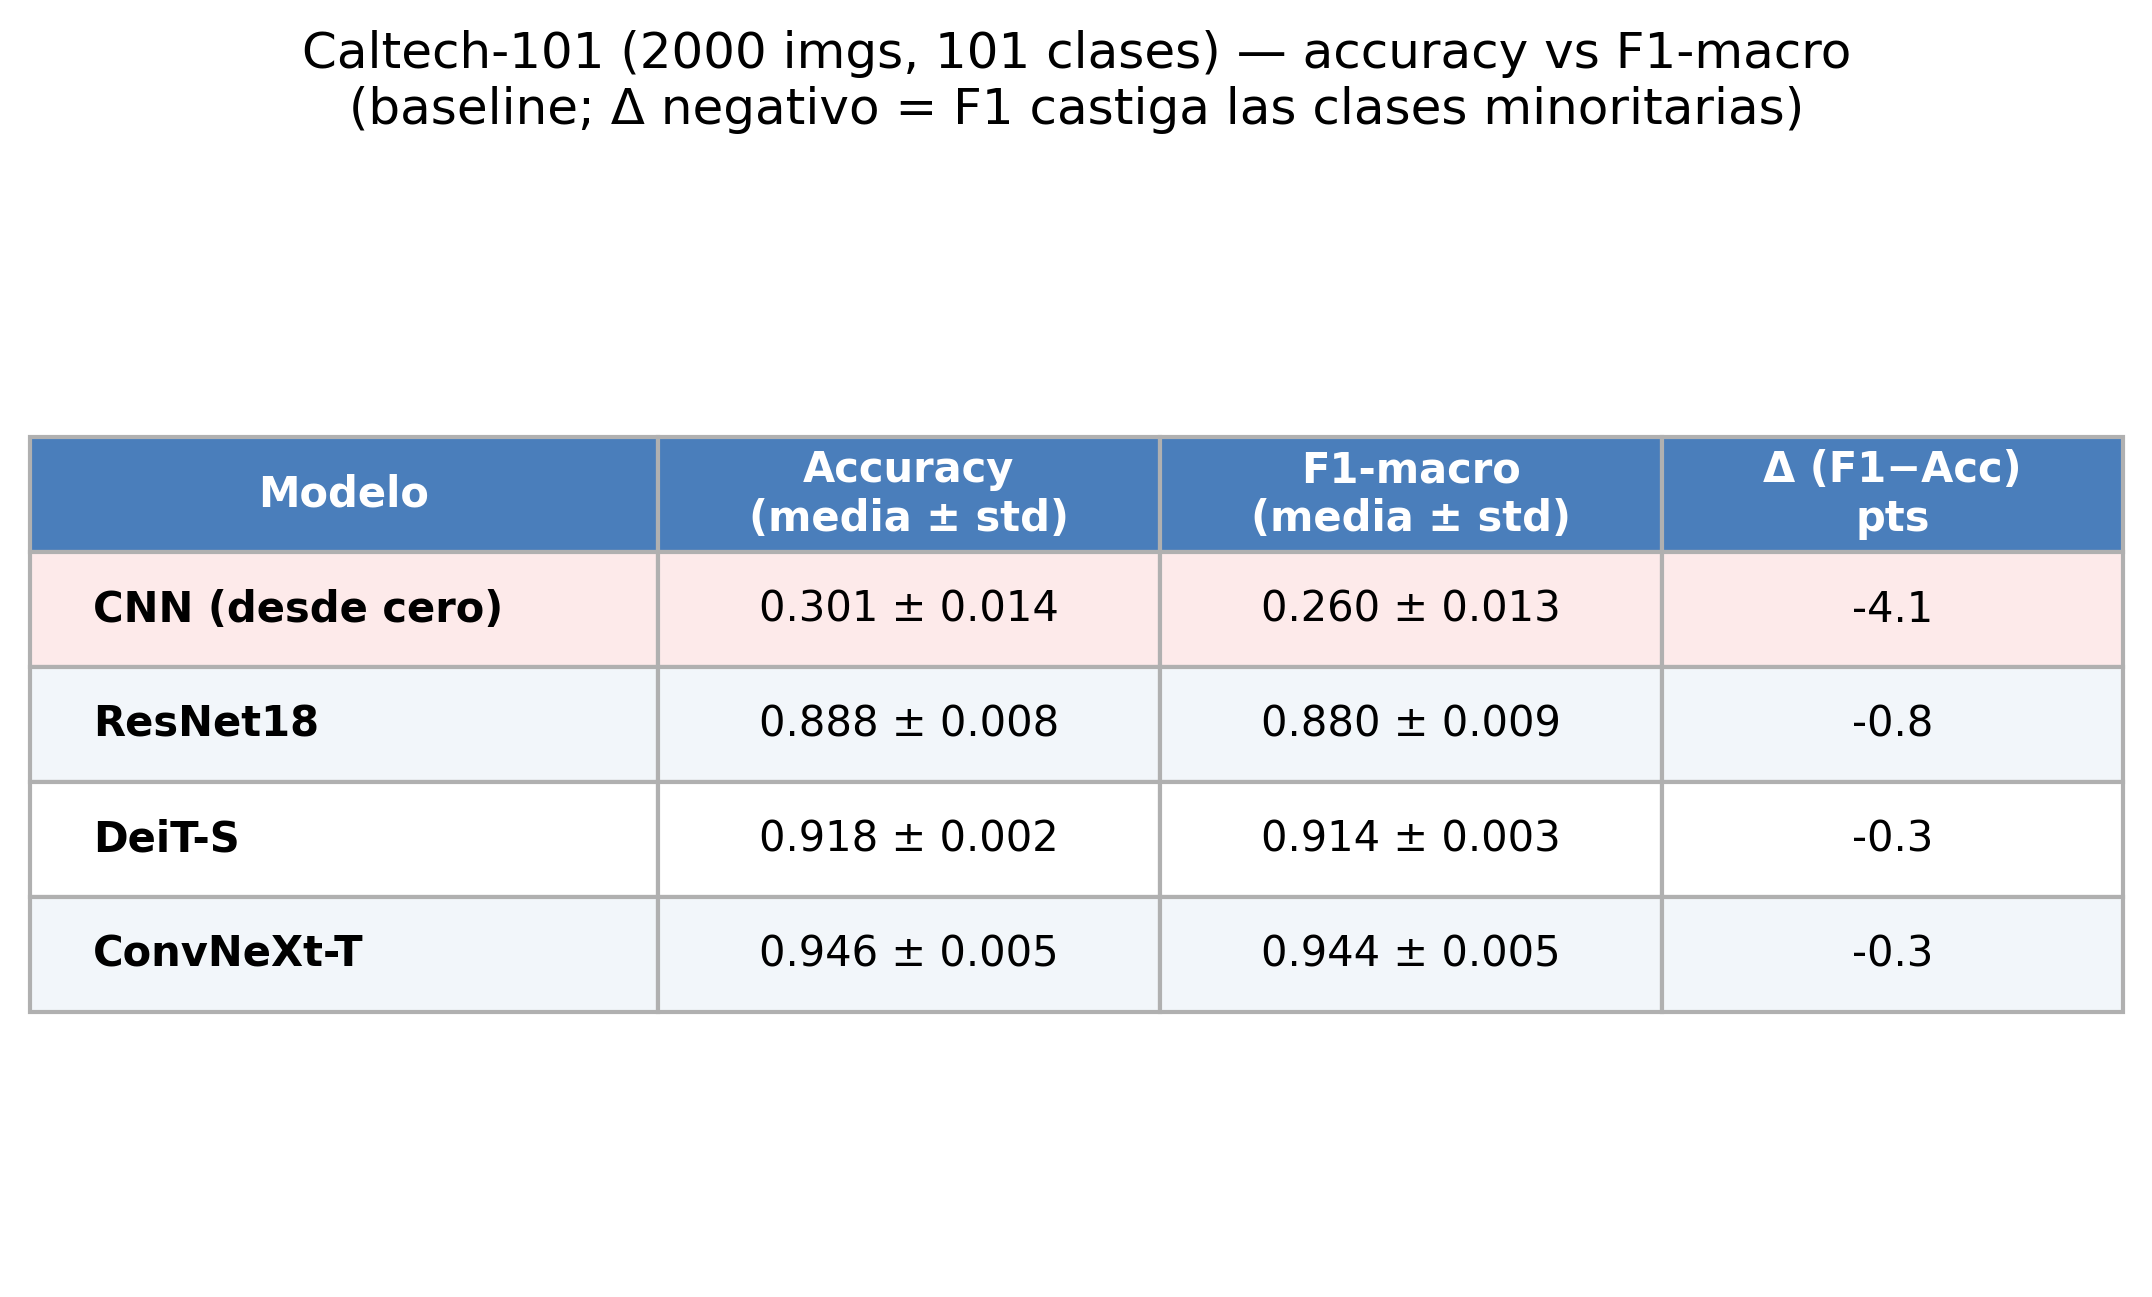 Caltech-101 (2000 imgs, 101 clases) — accuracy vs F1-macro
(baseline; Δ negativo = F1 castiga las clases minoritarias)
Modelo Accuracy (media ± std) F1-macro (media ± std) Δ (F1−Acc) pts
CNN (desde cero) 0.301 ± 0.014 0.260 ± 0.013 -4.1
ResNet18 0.888 ± 0.008 0.880 ± 0.009 -0.8
DeiT-S 0.918 ± 0.002 0.914 ± 0.003 -0.3
ConvNeXt-T 0.946 ± 0.005 0.944 ± 0.005 -0.3